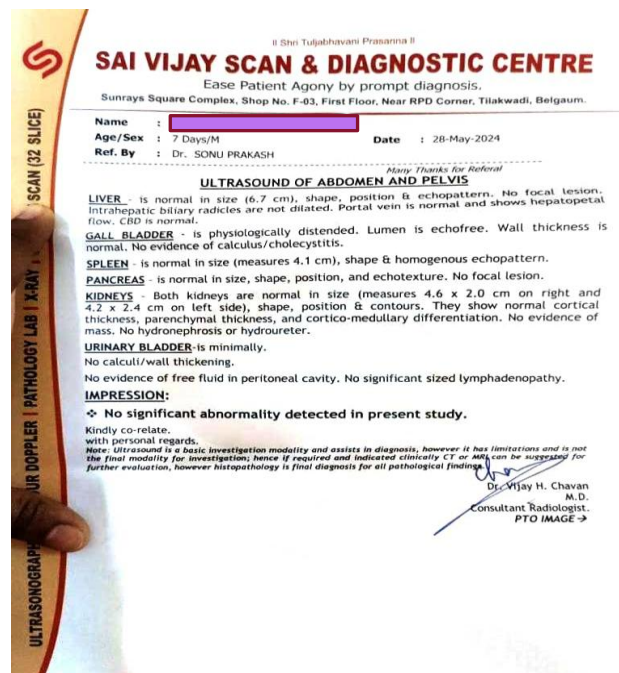 II Shri Tuljabhavani Prasanna II
SAI VIJAY SCAN & DIAGNOSTIC CENTRE
Ease Patient Agony by prompt diagnosis.
Sunrays Square Complex, Shop No. F-03, First Floor, Near RPD Corner, Tilakwadi, Belgaum.
Name :
Age/Sex : 7 Days/M Date : 28-May-2024
Ref. By : Dr. SONU PRAKASH
Many Thanks for Referal
ULTRASOUND OF ABDOMEN AND PELVIS
LIVER - is normal in size (6.7 cm), shape, position & echopattern. No focal lesion.
Intrahepatic biliary radicles are not dilated. Portal vein is normal and shows hepatopetal
flow. CBD is normal.
GALL BLADDER - is physiologically distended. Lumen is echofree. Wall thickness is
normal. No evidence of calculus/cholecystitis.
SPLEEN - is normal in size (measures 4.1 cm), shape & homogenous echopattern.
PANCREAS - is normal in size, shape, position, and echotexture. No focal lesion.
KIDNEYS - Both kidneys are normal in size (measures 4.6 x 2.0 cm on right and
4.2 x 2.4 cm on left side), shape, position & contours. They show normal cortical
thickness, parenchymal thickness, and cortico-medullary differentiation. No evidence of
mass. No hydronephrosis or hydroureter.
URINARY BLADDER-is minimally.
No calculi/wall thickening.
No evidence of free fluid in peritoneal cavity. No significant sized lymphadenopathy.
IMPRESSION:
❖ No significant abnormality detected in present study.
Kindly co-relate.
with personal regards.
Note: Ultrasound is a basic investigation modality and assists in diagnosis, however it has limitations and is not
the final modality for investigation; hence if required and indicated clinically CT or MRI can be suggested for
further evaluation, however histopathology is final diagnosis for all pathological findings.
Dr. Vijay H. Chavan
M.D.
Consultant Radiologist.
PTO IMAGE →
ULTRASONOGRAPH UR DOPPLER | PATHOLOGY LAB | X-RAY SCAN (32 SLICE)